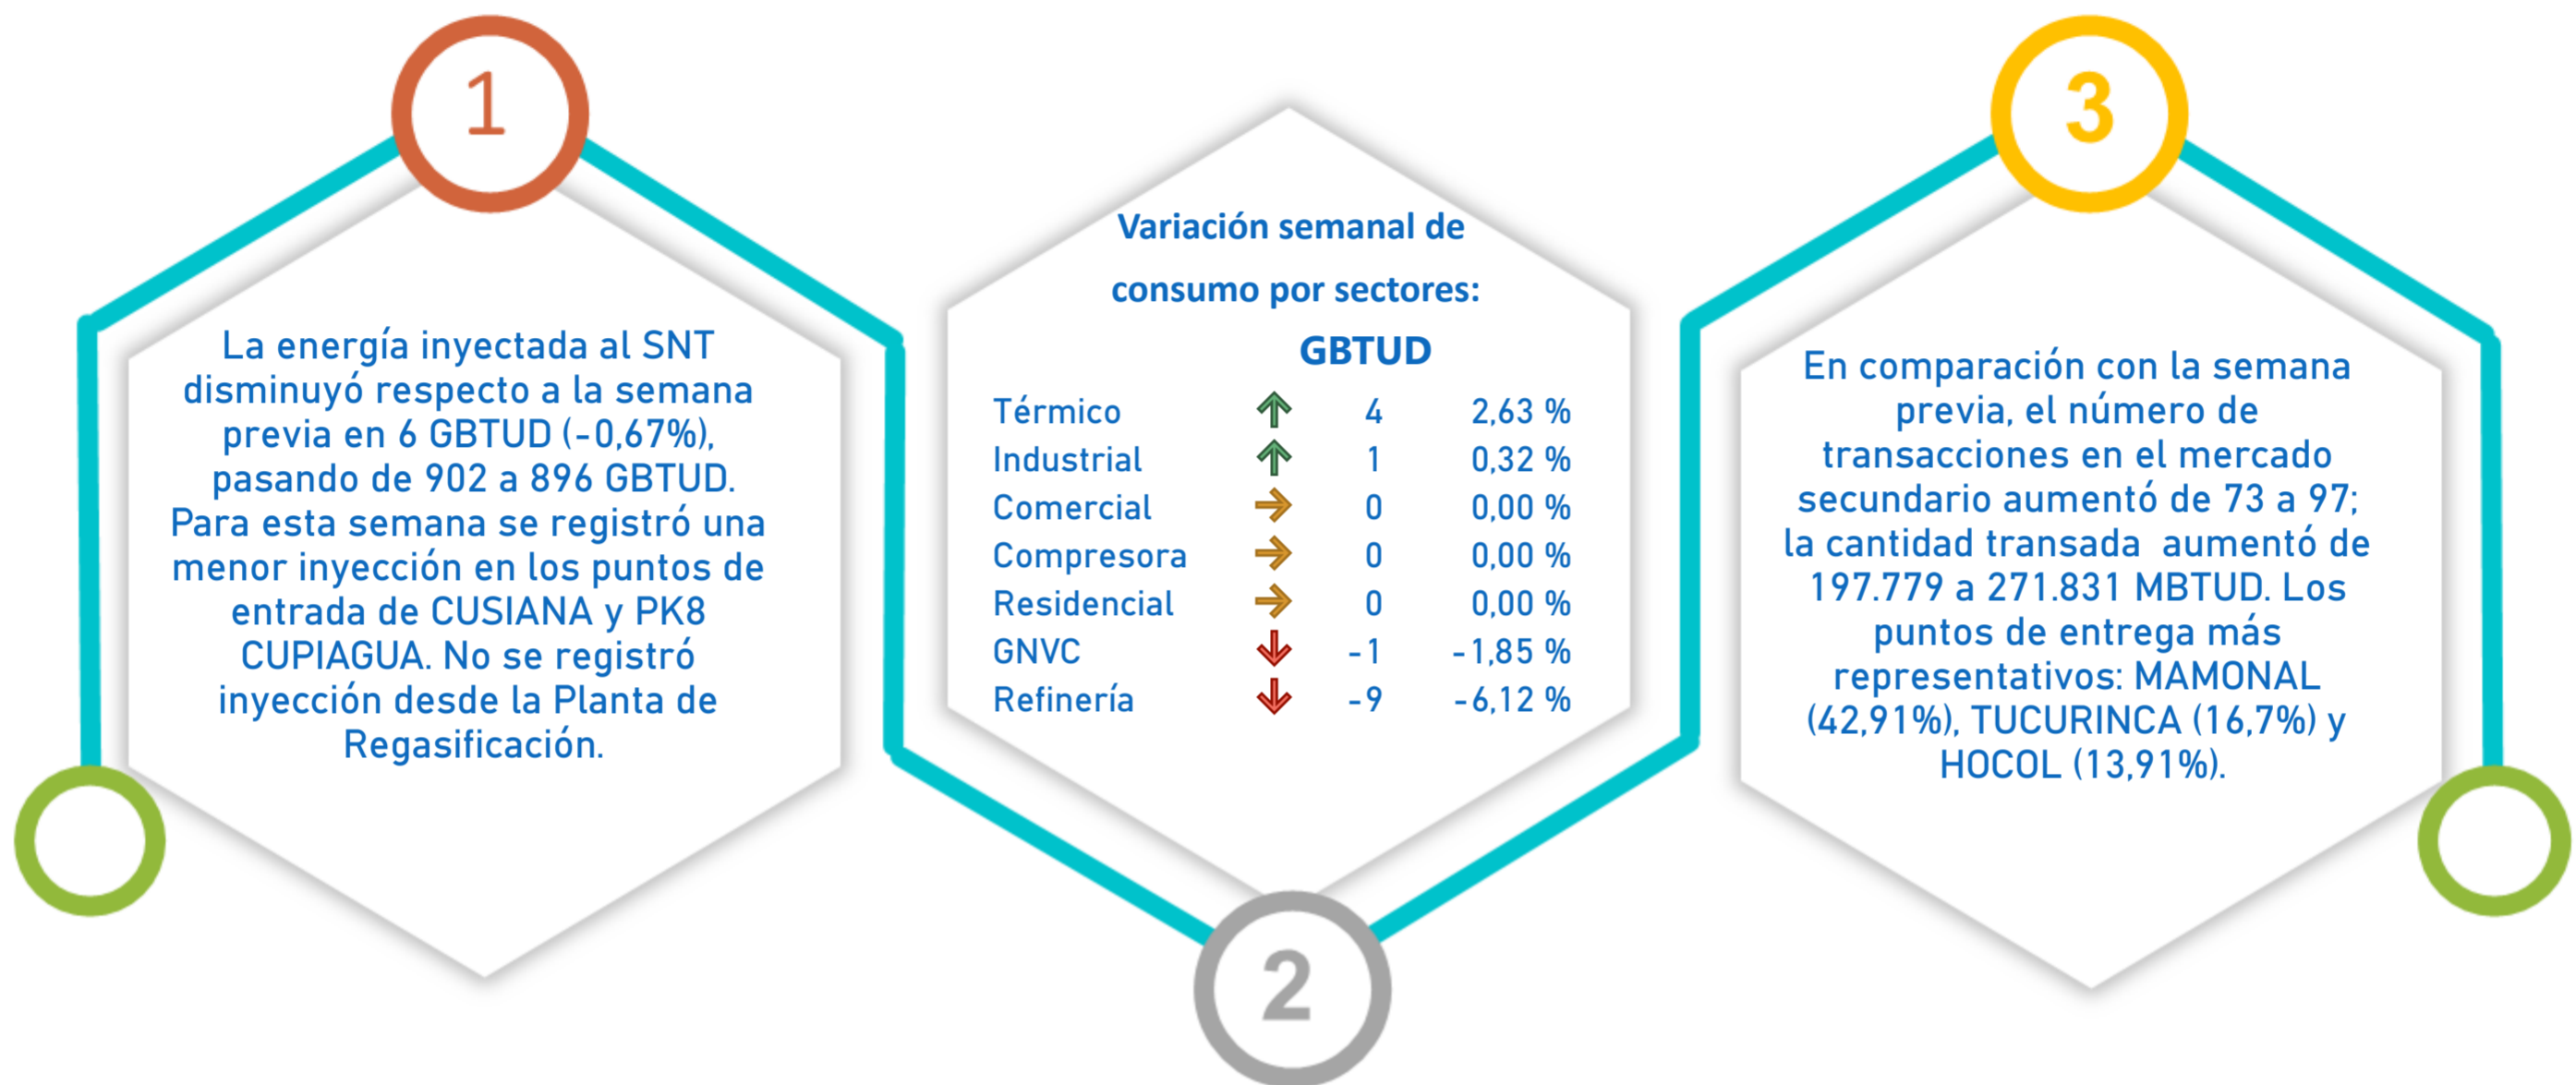 1
La energía inyectada al SNT
disminuyó respecto a la semana
previa en 6 GBTUD (-0,67%),
pasando de 902 a 896 GBTUD.
Para esta semana se registró una
menor inyección en los puntos de
entrada de CUSIANA y PK8
CUPIAGUA. No se registró
inyección desde la Planta de
Regasificación.
Variación semanal de
consumo por sectores:
GBTUD
Térmico 4 2,63 %
Industrial 1 0,32 %
Comercial 0 0,00 %
Compresora 0 0,00 %
Residencial 0 0,00 %
GNVC -1 -1,85 %
Refinería -9 -6,12 %
2
3
En comparación con la semana
previa, el número de
transacciones en el mercado
secundario aumentó de 73 a 97;
la cantidad transada  aumentó de
197.779 a 271.831 MBTUD. Los
puntos de entrega más
representativos: MAMONAL
(42,91%), TUCURINCA (16,7%) y
HOCOL (13,91%).